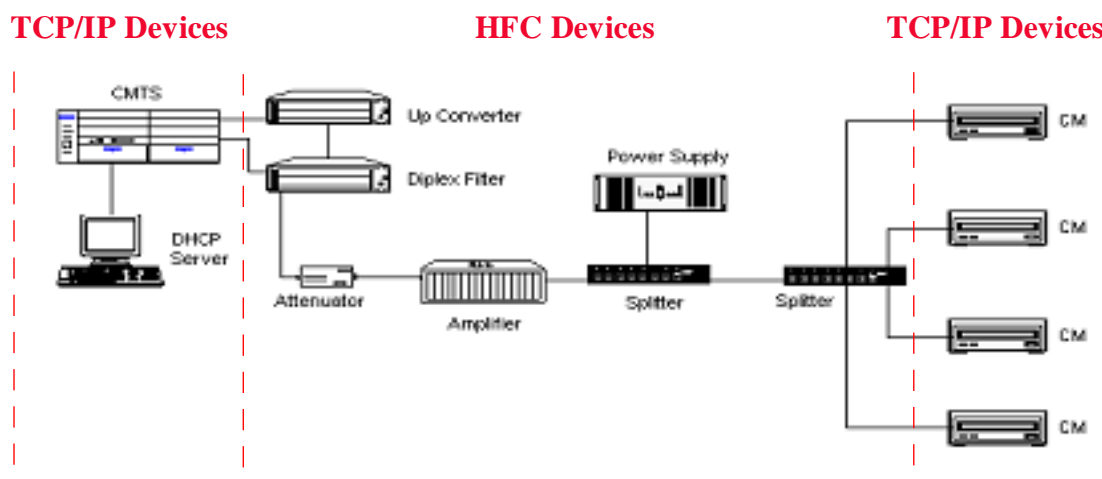 TCP/IP Devices
HFC Devices
TCP/IP Devices
CMTS
Up Converter
Diplex Filter
DHCP
Server
Attenuator
Amplifier
Power Supply
Splitter
Splitter
CM
CM
CM
CM